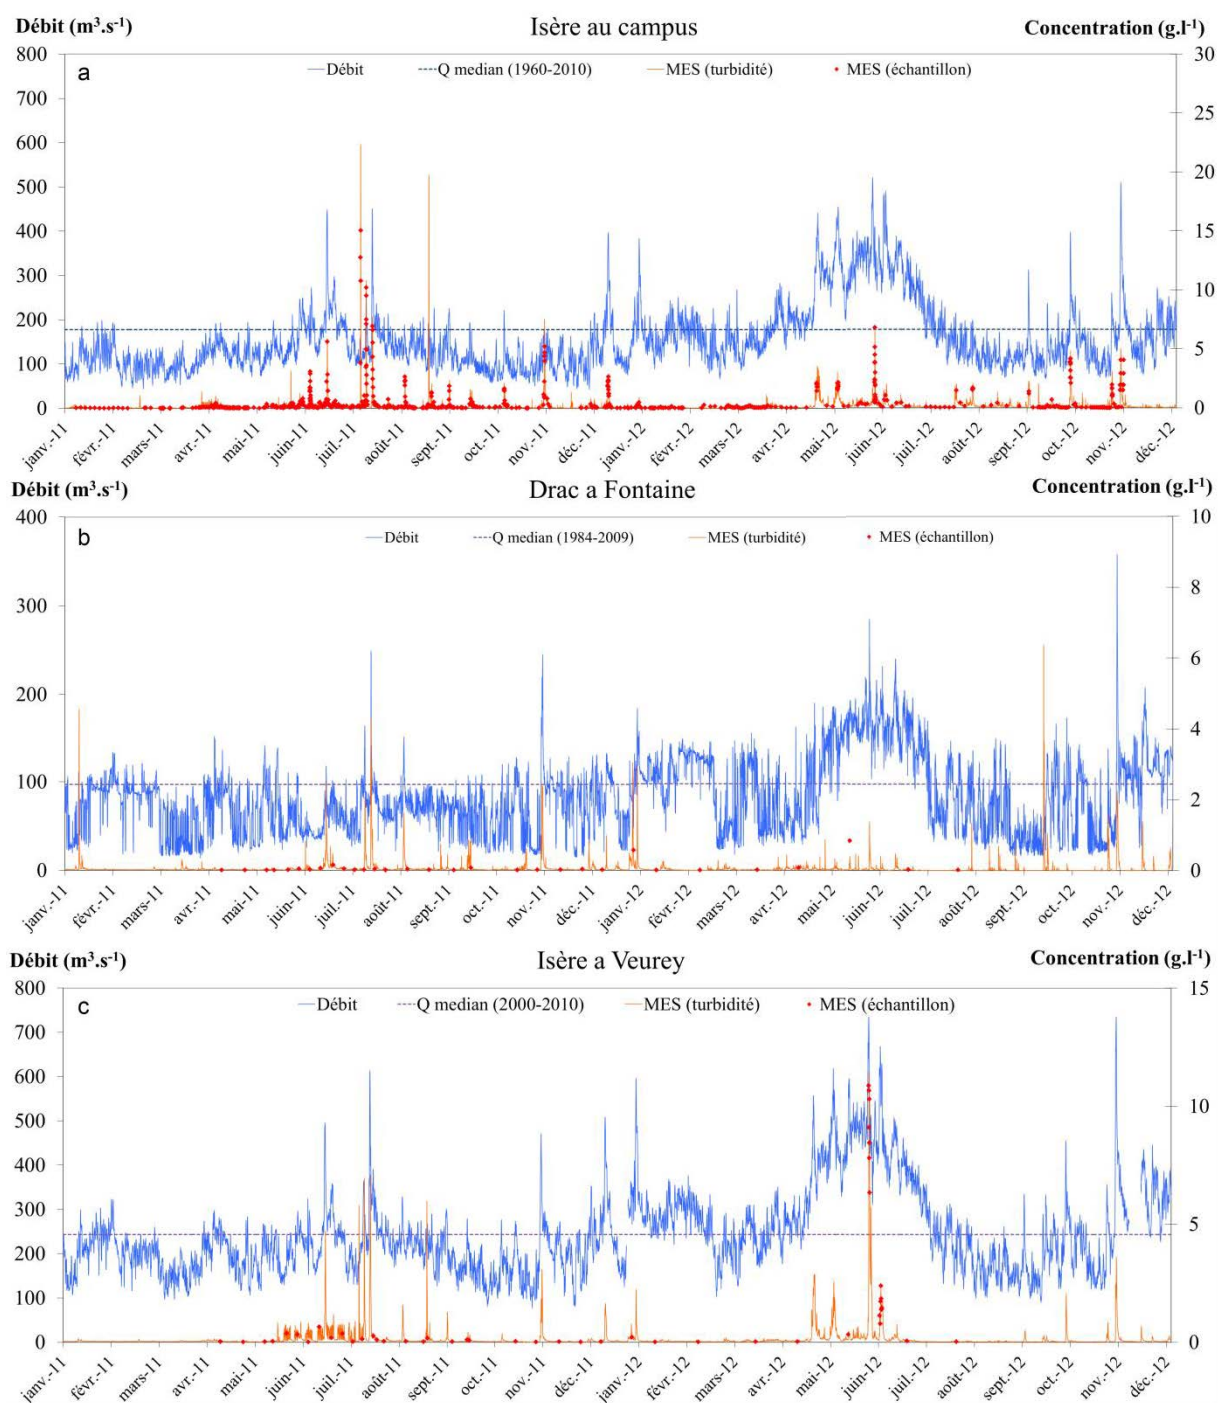 Débit (m³.s⁻¹) Isère au campus Concentration (g.l⁻¹)
a
Débit Q median (1960-2010) MES (turbidité) MES (échantillon)
800 700 600 500 400 300 200 100 0
30 25 20 15 10 5 0
janv.-11 févr.-11 mars-11 avr.-11 mai-11 juin-11 juil.-11 août-11 sept.-11 oct.-11 nov.-11 déc.-11 janv.-12 févr.-12 mars-12 avr.-12 mai-12 juin-12 juil.-12 août-12 sept.-12 oct.-12 nov.-12 déc.-12
Débit (m³.s⁻¹) Drac a Fontaine Concentration (g.l⁻¹)
b
Débit Q median (1984-2009) MES (turbidité) MES (échantillon)
400 300 200 100 0
10 8 6 4 2 0
janv.-11 févr.-11 mars-11 avr.-11 mai-11 juin-11 juil.-11 août-11 sept.-11 oct.-11 nov.-11 déc.-11 janv.-12 févr.-12 mars-12 avr.-12 mai-12 juin-12 juil.-12 août-12 sept.-12 oct.-12 nov.-12 déc.-12
Débit (m³.s⁻¹) Isère a Veurey Concentration (g.l⁻¹)
c
Débit Q median (2000-2010) MES (turbidité) MES (échantillon)
800 700 600 500 400 300 200 100 0
15 10 5 0
janv.-11 févr.-11 mars-11 avr.-11 mai-11 juin-11 juil.-11 août-11 sept.-11 oct.-11 nov.-11 déc.-11 janv.-12 févr.-12 mars-12 avr.-12 mai-12 juin-12 juil.-12 août-12 sept.-12 oct.-12 nov.-12 déc.-12